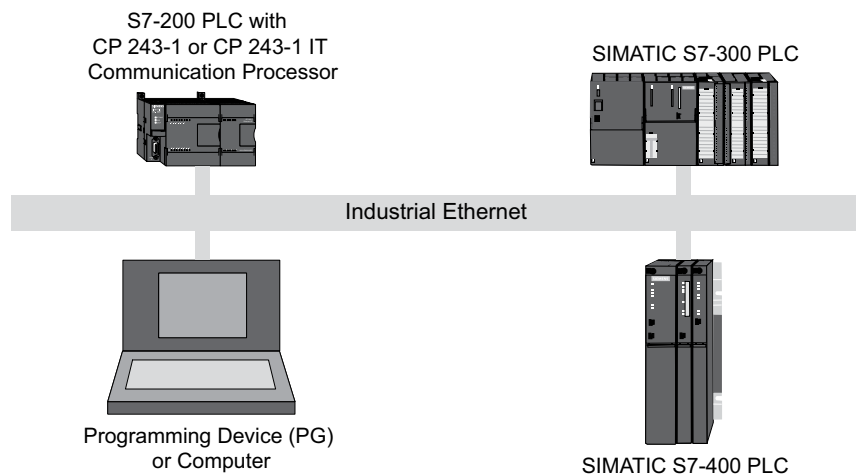 S7-200 PLC with
CP 243-1 or CP 243-1 IT
Communication Processor
SIMATIC S7-300 PLC
Industrial Ethernet
Programming Device (PG)
or Computer
SIMATIC S7-400 PLC